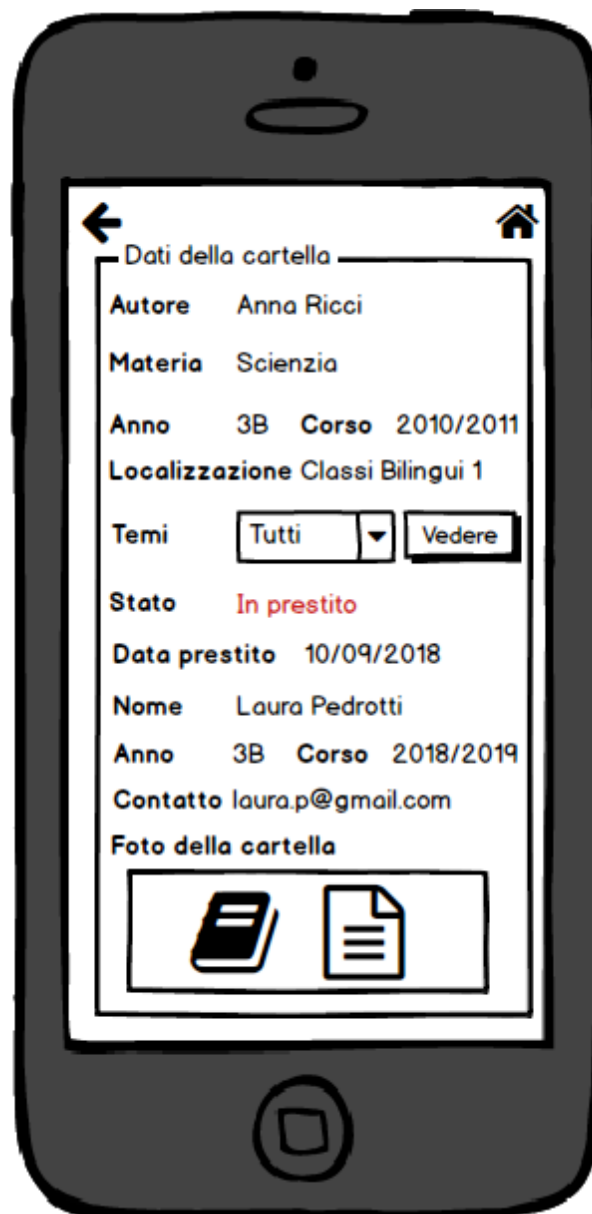 Dati della cartella
Autore Anna Ricci
Materia Scienzia
Anno 3B Corso 2010/2011
Localizzazione Classi Bilingui 1
Temi Tutti Vedere
Stato In prestito
Data prestito 10/09/2018
Nome Laura Pedrotti
Anno 3B Corso 2018/2019
Contatto laura.p@gmail.com
Foto della cartella